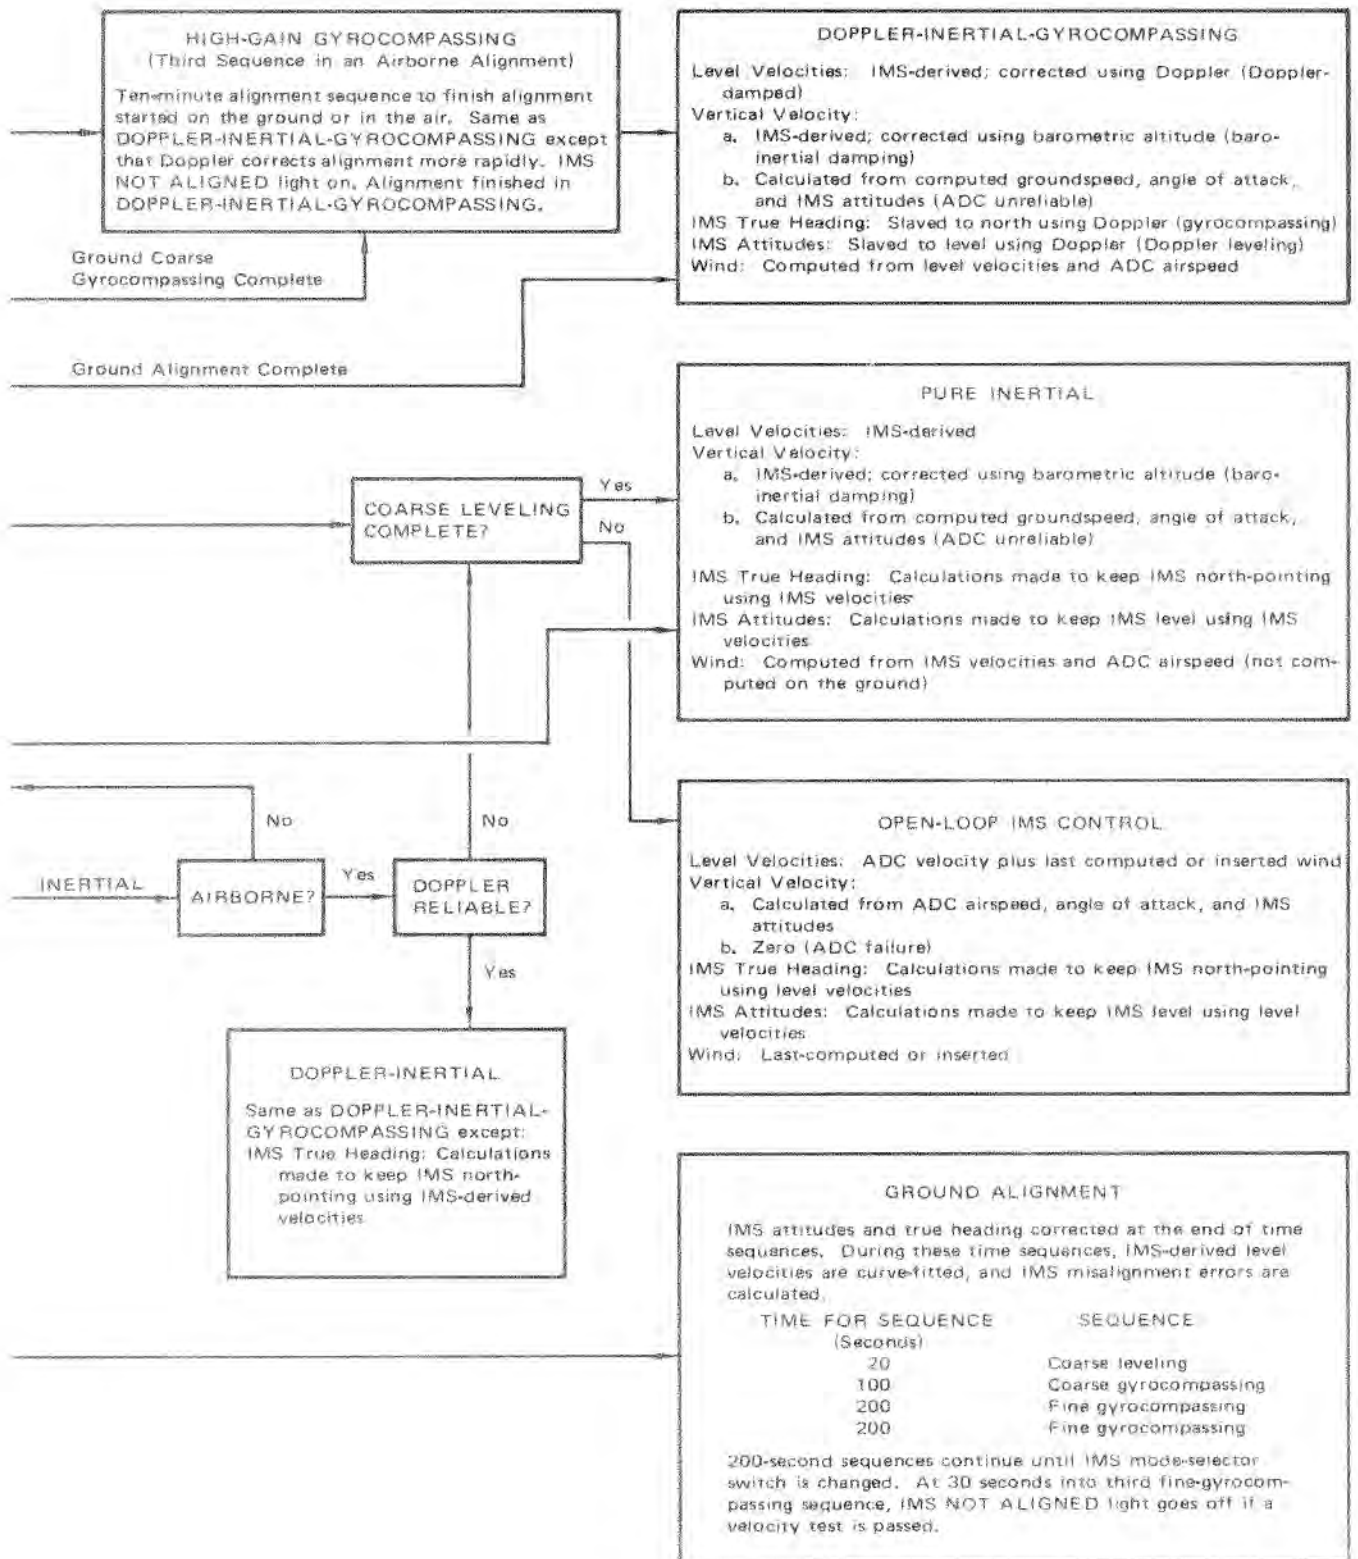 HIGH-GAIN GYROCOMPASSING
(Third Sequence in an Airborne Alignment)
Ten-minute alignment sequence to finish alignment
started on the ground or in the air. Same as
DOPPLER-INERTIAL-GYROCOMPASSING except
that Doppler corrects alignment more rapidly. IMS
NOT ALIGNED light on. Alignment finished in
DOPPLER-INERTIAL-GYROCOMPASSING.
Ground Coarse
Gyrocompassing Complete
Ground Alignment Complete
DOPPLER-INERTIAL-GYROCOMPASSING
Level Velocities: IMS-derived; corrected using Doppler (Doppler-
damped)
Vertical Velocity:
a. IMS-derived; corrected using barometric altitude (baro-
inertial damping)
b. Calculated from computed groundspeed, angle of attack,
and IMS attitudes (ADC unreliable)
IMS True Heading: Slaved to north using Doppler (gyrocompassing)
IMS Attitudes: Slaved to level using Doppler (Doppler leveling)
Wind: Computed from level velocities and ADC airspeed
PURE INERTIAL
Level Velocities: IMS-derived
Vertical Velocity:
a. IMS-derived; corrected using barometric altitude (baro-
inertial damping)
b. Calculated from computed groundspeed, angle of attack,
and IMS attitudes (ADC unreliable)
IMS True Heading: Calculations made to keep IMS north-pointing
using IMS velocities
IMS Attitudes: Calculations made to keep IMS level using IMS
velocities
Wind: Computed from IMS velocities and ADC airspeed (not com-
puted on the ground)
COARSE LEVELING
COMPLETE?
Yes
No
No
No
INERTIAL
AIRBORNE?
Yes
DOPPLER
RELIABLE?
Yes
OPEN-LOOP IMS CONTROL
Level Velocities: ADC velocity plus last computed or inserted wind
Vertical Velocity:
a. Calculated from ADC airspeed, angle of attack, and IMS
attitudes
b. Zero (ADC failure)
IMS True Heading: Calculations made to keep IMS north-pointing
using level velocities
IMS Attitudes: Calculations made to keep IMS level using level
velocities
Wind: Last-computed or inserted
DOPPLER-INERTIAL
Same as DOPPLER-INERTIAL-
GYROCOMPASSING except:
IMS True Heading: Calculations
made to keep IMS north-
pointing using IMS-derived
velocities
GROUND ALIGNMENT
IMS attitudes and true heading corrected at the end of time
sequences. During these time sequences, IMS-derived level
velocities are curve-fitted, and IMS misalignment errors are
calculated.
TIME FOR SEQUENCE SEQUENCE
(Seconds)
20 Coarse leveling
100 Coarse gyrocompassing
200 Fine gyrocompassing
200 Fine gyrocompassing
200-second sequences continue until IMS mode-selector
switch is changed. At 30 seconds into third fine-gyrocom-
passing sequence, IMS NOT ALIGNED light goes off if a
velocity test is passed.